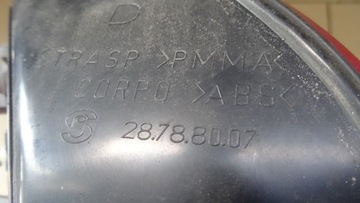 D
TRASP. >PMMA<
CORPO >ABS<
28.78.80.07